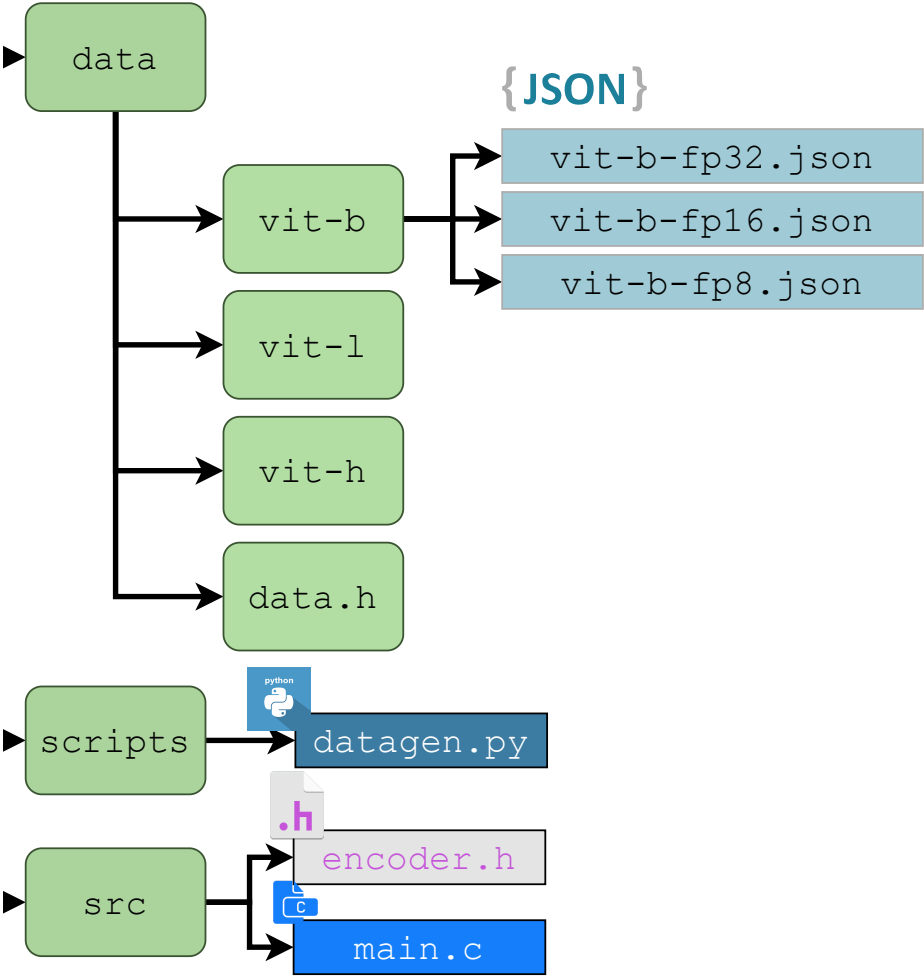 data
{JSON}
vit-b-fp32.json
vit-b
vit-b-fp16.json
vit-b-fp8.json
vit-l
vit-h
data.h
python
scripts
datagen.py
.h
encoder.h
src
C
main.c